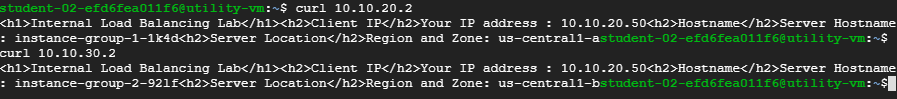 student-02-efd6fea011f6@utility-vm:~$ curl 10.10.20.2
<h1>Internal Load Balancing Lab</h1><h2>Client IP</h2>Your IP address : 10.10.20.50<h2>Hostname</h2>Server Hostname
: instance-group-1-1k4d<h2>Server Location</h2>Region and Zone: us-central1-astudent-02-efd6fea011f6@utility-vm:~$
curl 10.10.30.2
<h1>Internal Load Balancing Lab</h1><h2>Client IP</h2>Your IP address : 10.10.20.50<h2>Hostname</h2>Server Hostname
: instance-group-2-92lf<h2>Server Location</h2>Region and Zone: us-central1-bstudent-02-efd6fea011f6@utility-vm:~$